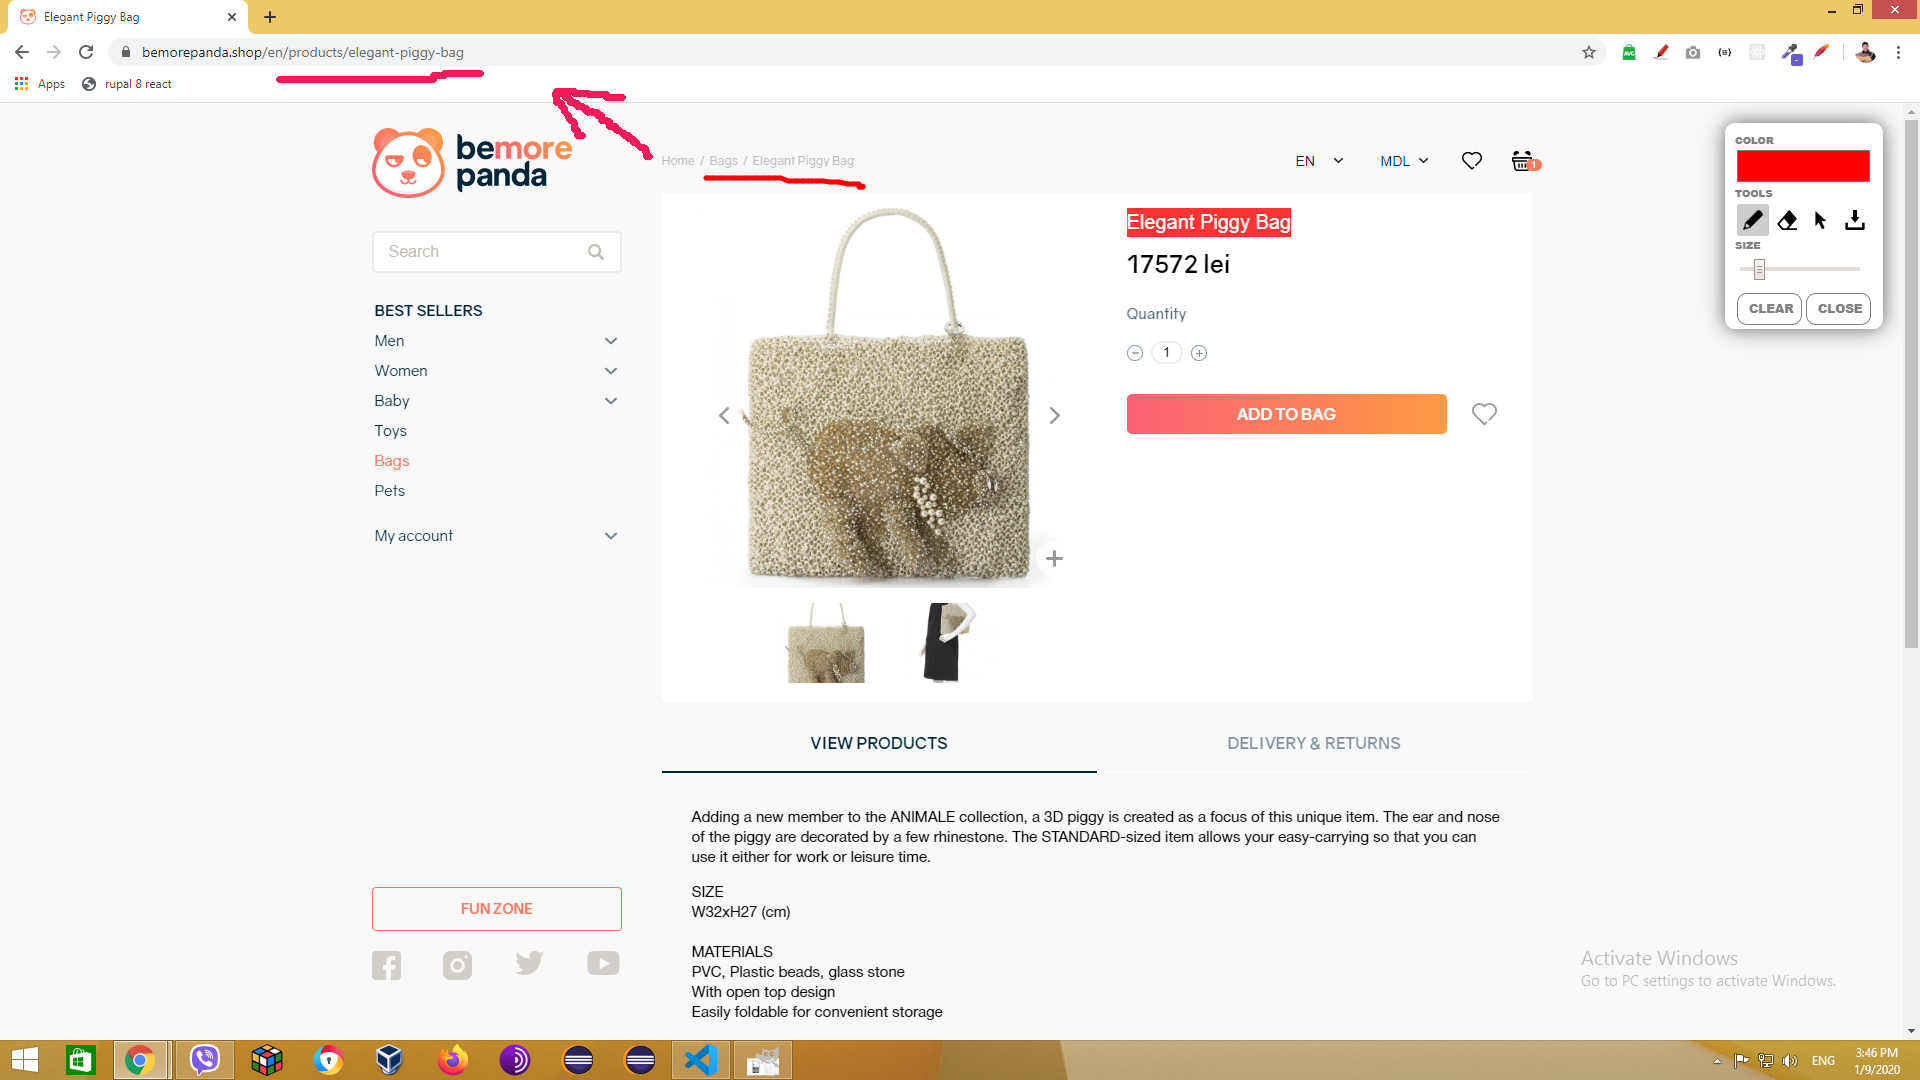 Elegant Piggy Bag
bemorepanda.shop/en/products/elegant-piggy-bag
Apps
rupal 8 react
bemore
panda
Home / Bags / Elegant Piggy Bag
EN
MDL
1
COLOR
TOOLS
SIZE
CLEAR
CLOSE
Search
BEST SELLERS
Men
Women
Baby
Toys
Bags
Pets
My account
Elegant Piggy Bag
17572 lei
Quantity
1
ADD TO BAG
VIEW PRODUCTS
DELIVERY & RETURNS
Adding a new member to the ANIMALE collection, a 3D piggy is created as a focus of this unique item. The ear and nose
of the piggy are decorated by a few rhinestone. The STANDARD-sized item allows your easy-carrying so that you can
use it either for work or leisure time.
SIZE
W32xH27 (cm)
MATERIALS
PVC, Plastic beads, glass stone
With open top design
Easily foldable for convenient storage
FUN ZONE
Activate Windows
Go to PC settings to activate Windows.
ENG
3:46 PM
1/9/2020